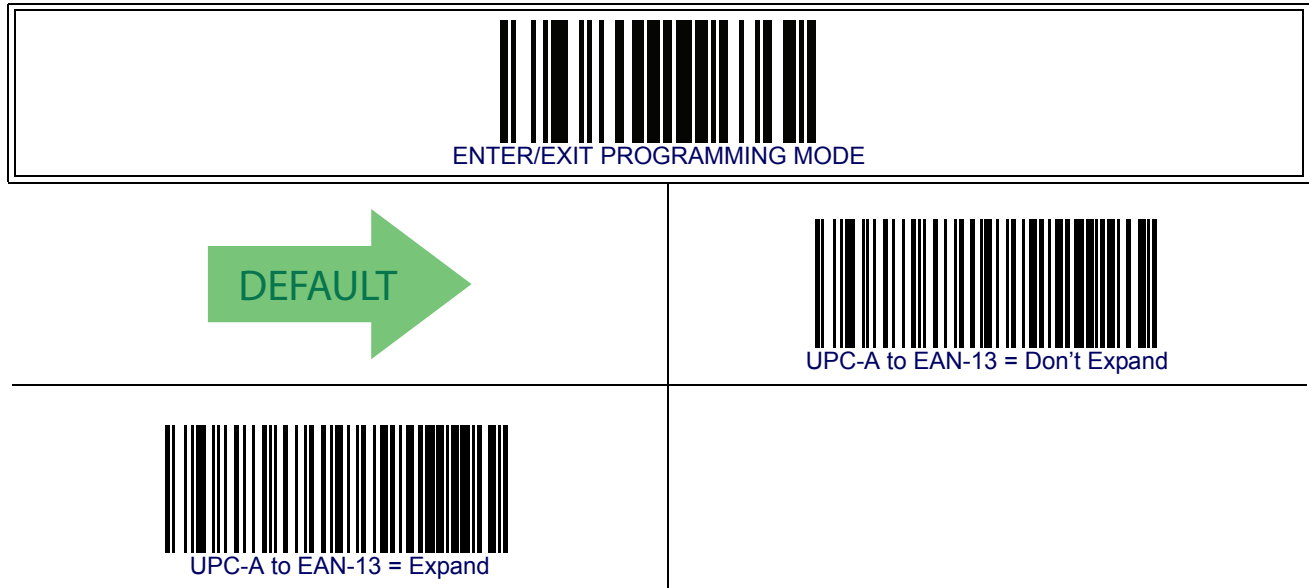 ENTER/EXIT PROGRAMMING MODE
DEFAULT
UPC-A to EAN-13 = Don’t Expand
UPC-A to EAN-13 = Expand